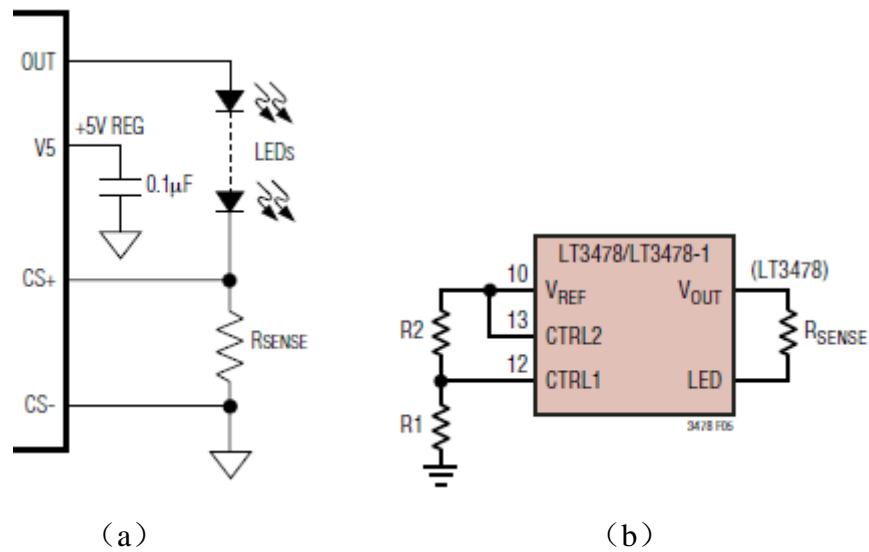 OUT
+5V REG
V5
LEDs
0.1µF
CS+
RSENSE
CS-
LT3478/LT3478-1
(LT3478)
10
VREF
VOUT
R2
13
CTRL2
RSENSE
12
CTRL1
LED
R1
3478 F05
（a）
（b）